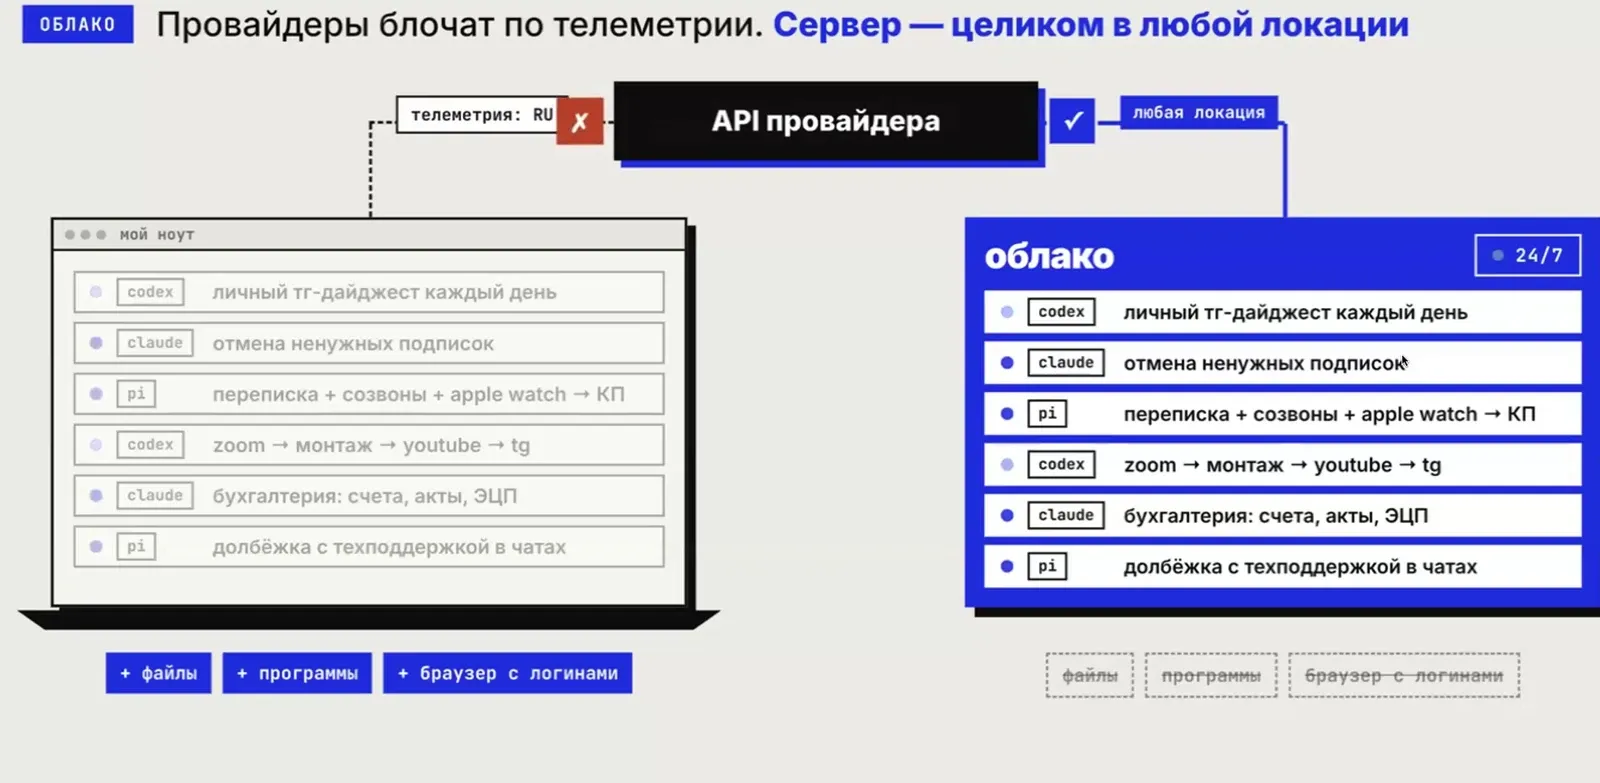 ОБЛАКО
Провайдеры блочат по телеметрии. Сервер — целиком в любой локации
телеметрия: RU
✗
API провайдера
✓
любая локация
мой ноут
codex личный тг-дайджест каждый день
claude отмена ненужных подписок
pi переписка + созвоны + apple watch → КП
codex zoom → монтаж → youtube → tg
claude бухгалтерия: счета, акты, ЭЦП
pi долбёжка с техподдержкой в чатах
+ файлы
+ программы
+ браузер с логинами
облако
24/7
codex личный тг-дайджест каждый день
claude отмена ненужных подписок
pi переписка + созвоны + apple watch → КП
codex zoom → монтаж → youtube → tg
claude бухгалтерия: счета, акты, ЭЦП
pi долбёжка с техподдержкой в чатах
файлы
программы
браузер с логинами